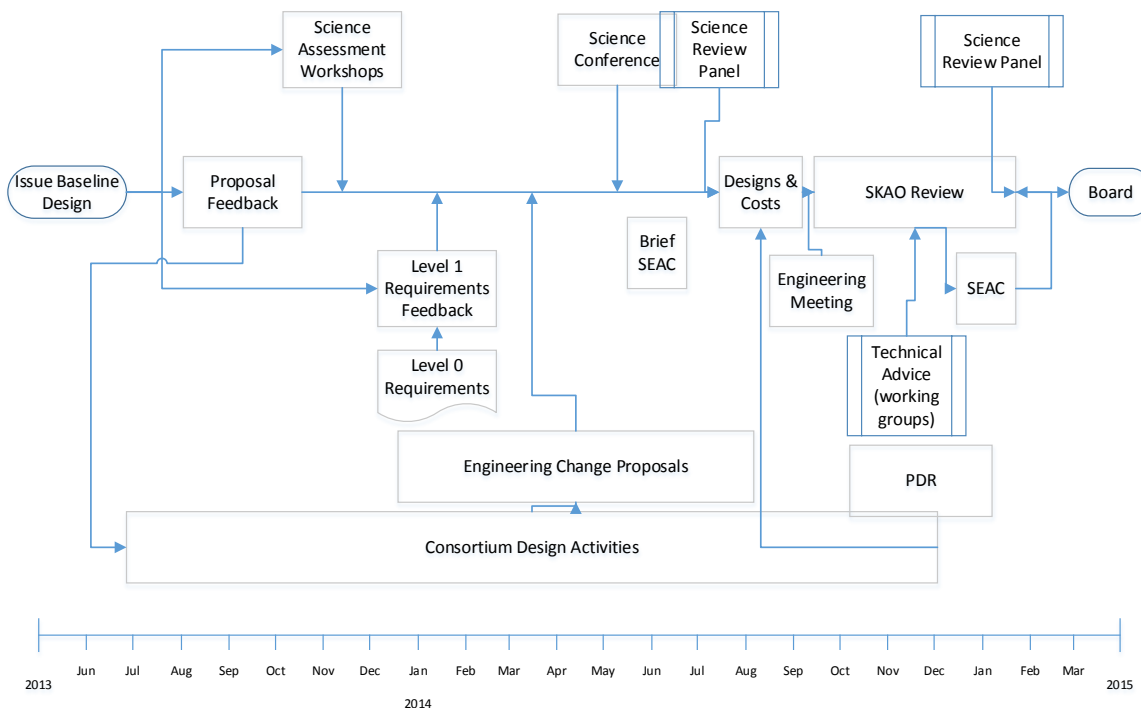 Science
Assessment
Workshops
Science
Conference
Science
Review
Panel
Science
Review Panel
Issue Baseline
Design
Proposal
Feedback
Designs &
Costs
SKAO Review
Board
Brief
SEAC
Level 1
Requirements
Feedback
Engineering
Meeting
SEAC
Level 0
Requirements
Technical
Advice
(working
groups)
Engineering Change Proposals
PDR
Consortium Design Activities
Jun
Jul
Aug
Sep
Oct
Nov
Dec
Jan
Feb
Mar
Apr
May
Jun
Jul
Aug
Sep
Oct
Nov
Dec
Jan
Feb
Mar
2013
2014
2015